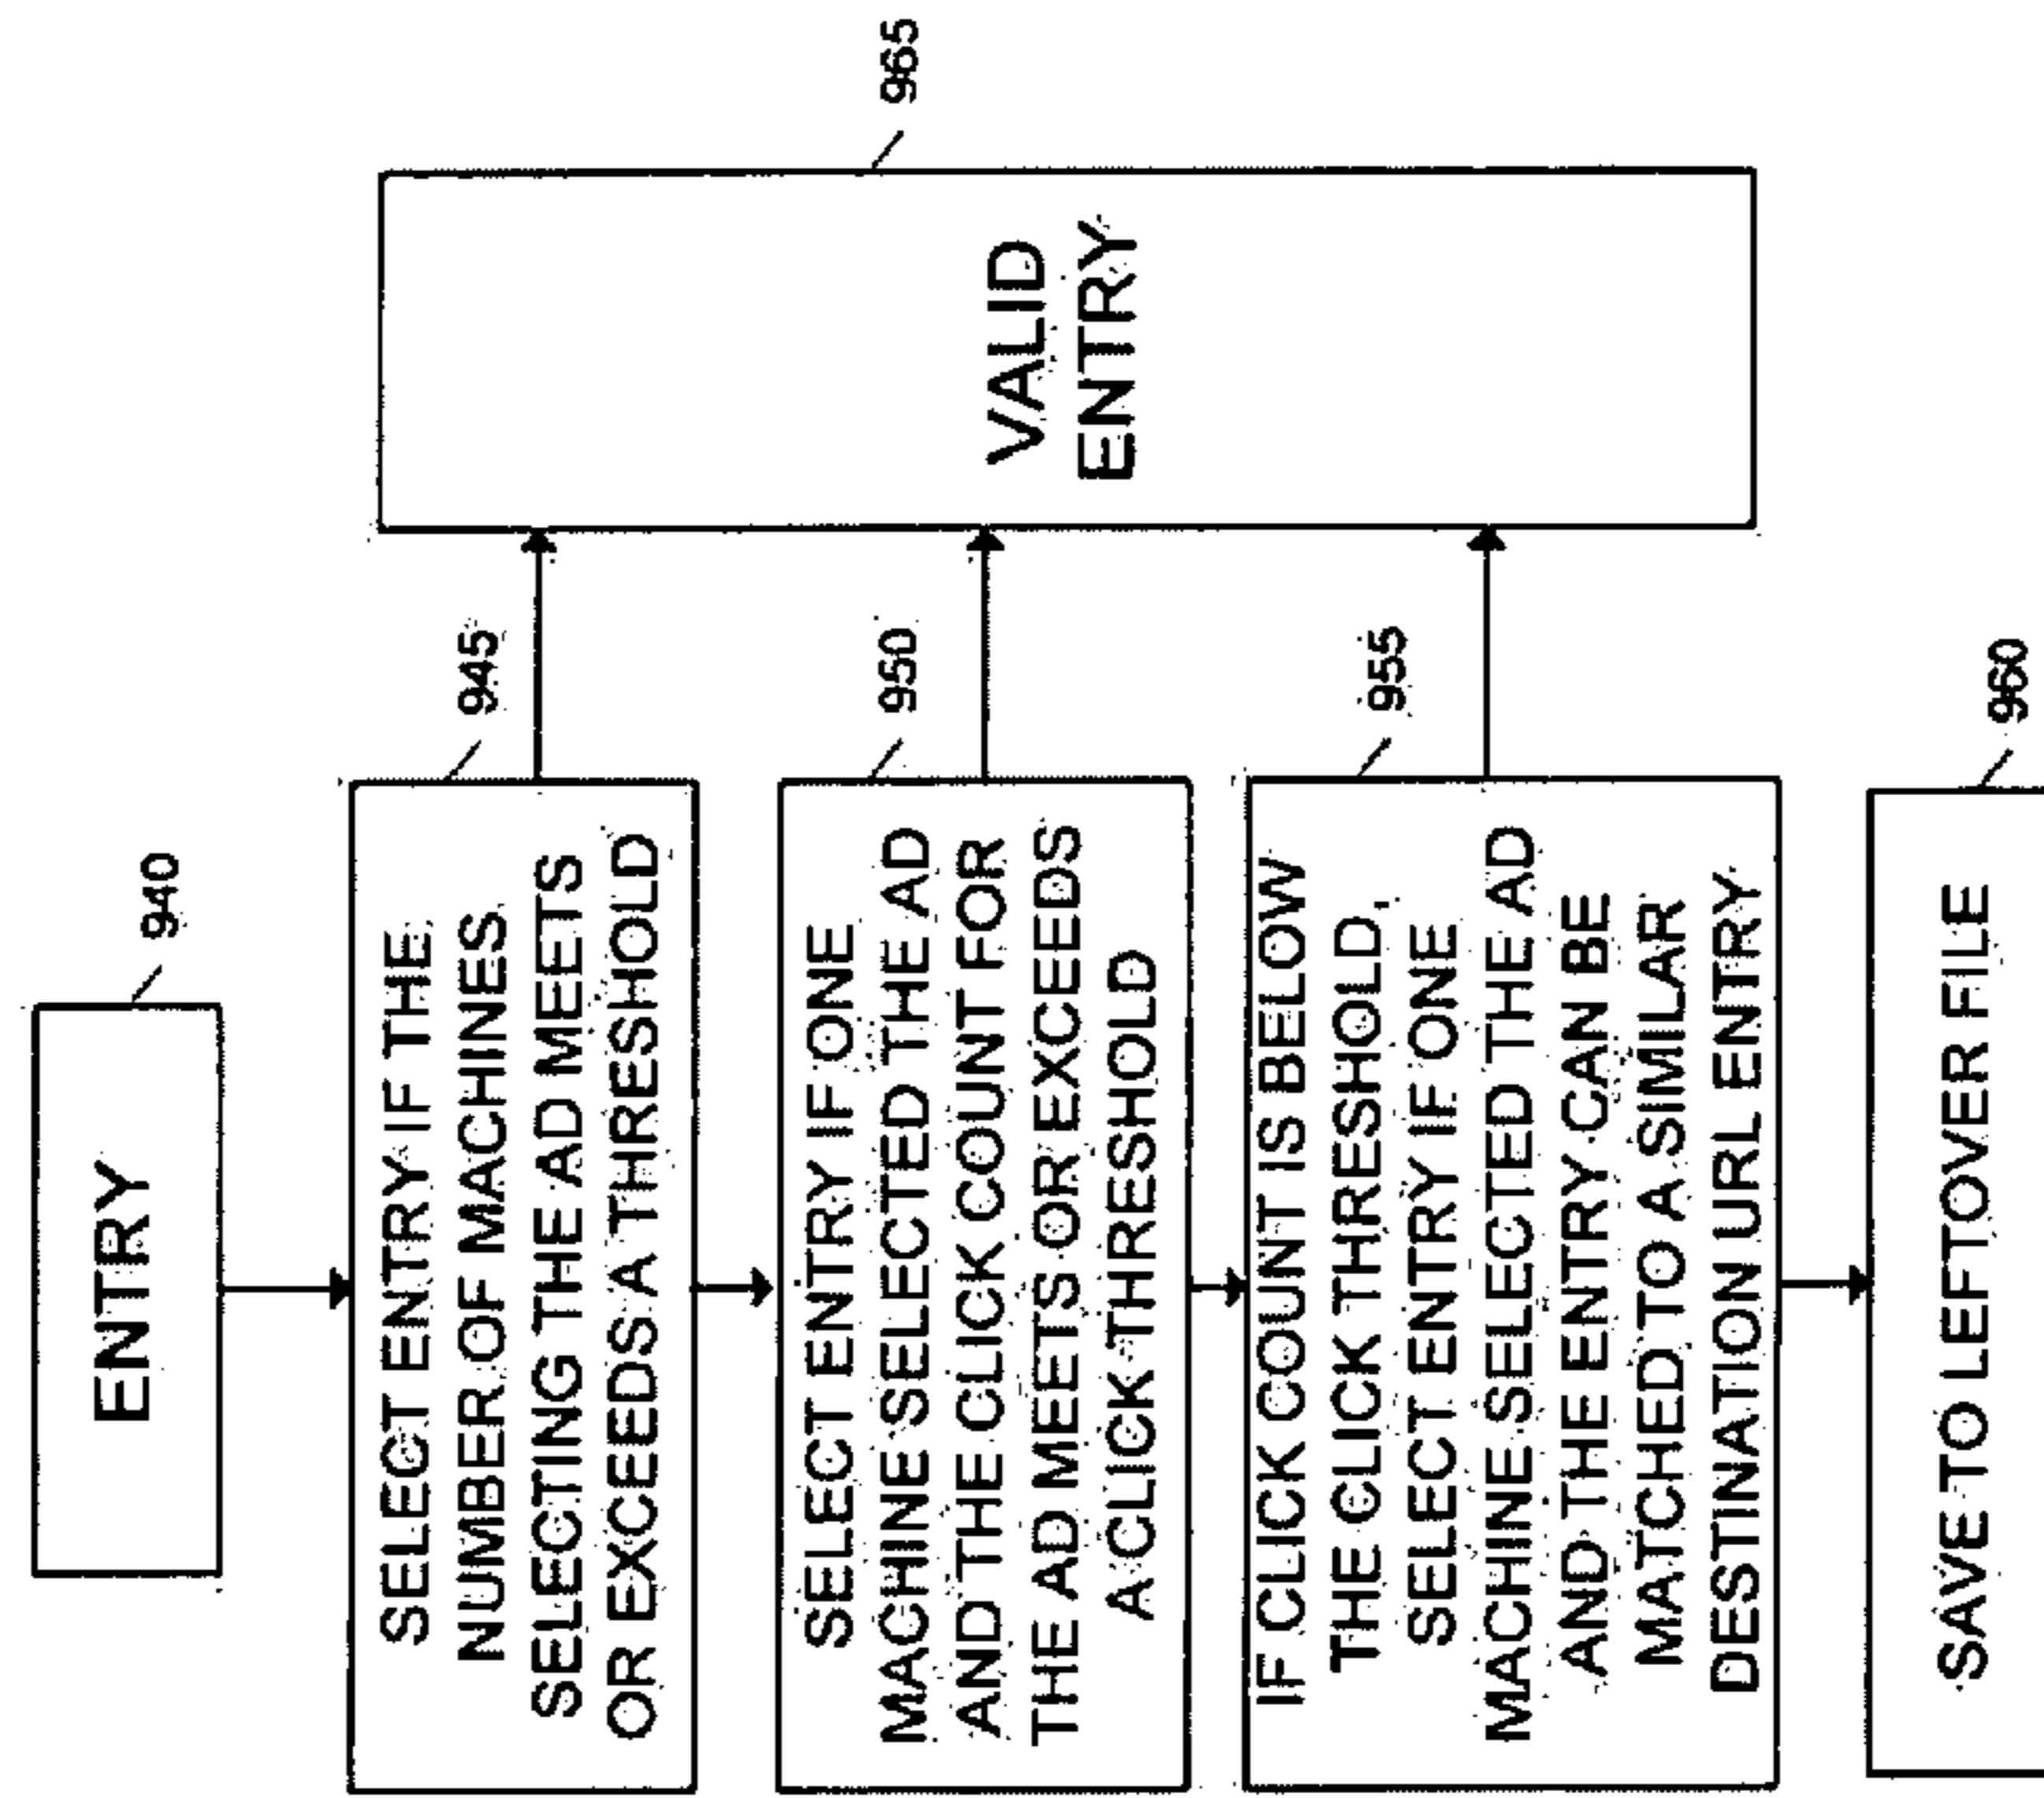 ENTRY
940
SELECT ENTRY IF THE
NUMBER OF MACHINES
SELECTING THE AD MEETS
OR EXCEEDS A THRESHOLD
945
SELECT ENTRY IF ONE
MACHINE SELECTED THE AD
AND THE CLICK COUNT FOR
THE AD MEETS OR EXCEEDS
A CLICK THRESHOLD
950
IF CLICK COUNT IS BELOW
THE CLICK THRESHOLD,
SELECT ENTRY IF ONE
MACHINE SELECTED THE AD
AND THE ENTRY CAN BE
MATCHED TO A SIMILAR
DESTINATION URL ENTRY
955
SAVE TO LEFTOVER FILE
960
VALID
ENTRY
965